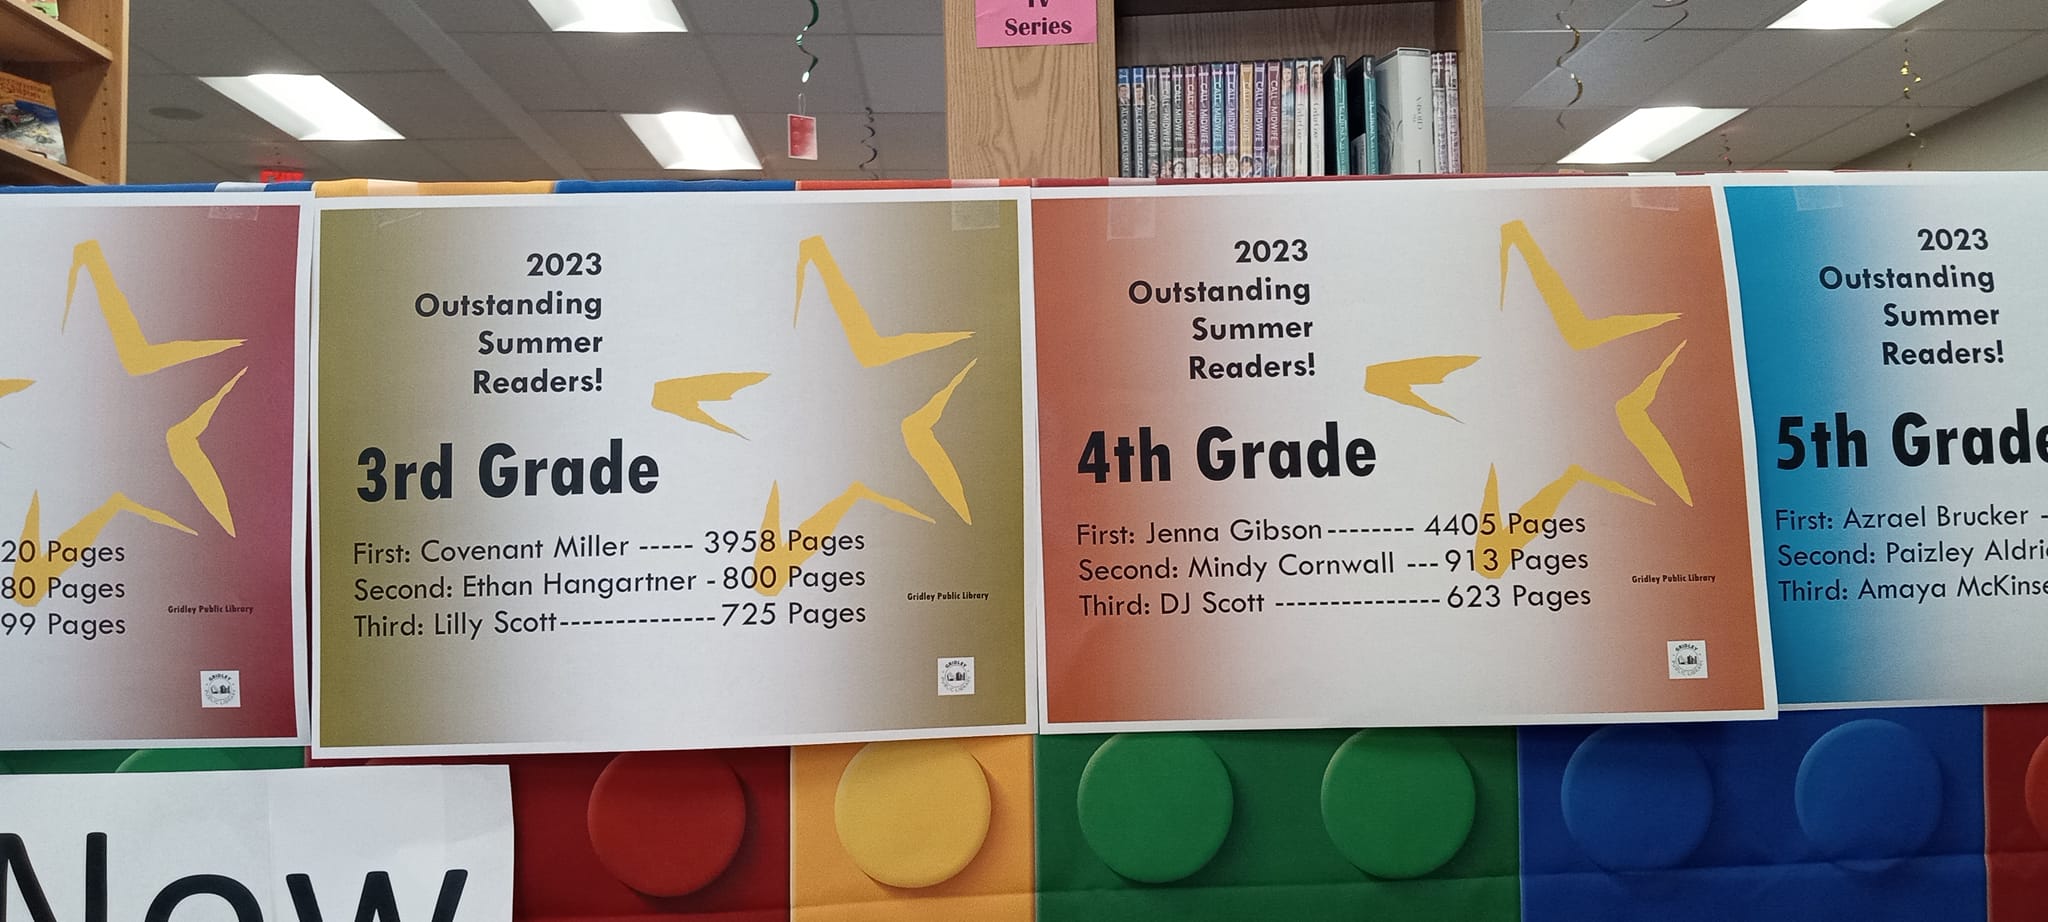 TV
Series
EXIT
20 Pages
80 Pages
99 Pages
Gridley Public Library
2023
Outstanding
Summer
Readers!
3rd Grade
First: Covenant Miller ----- 3958 Pages
Second: Ethan Hangartner - 800 Pages
Third: Lilly Scott-------------- 725 Pages
Gridley Public Library
2023
Outstanding
Summer
Readers!
4th Grade
First: Jenna Gibson-------- 4405 Pages
Second: Mindy Cornwall --- 913 Pages
Third: DJ Scott ---------------- 623 Pages
Gridley Public Library
2023
Outstanding
Summer
Readers!
5th Grade
First: Azrael Brucker -
Second: Paizley Aldri
Third: Amaya McKinse
Now